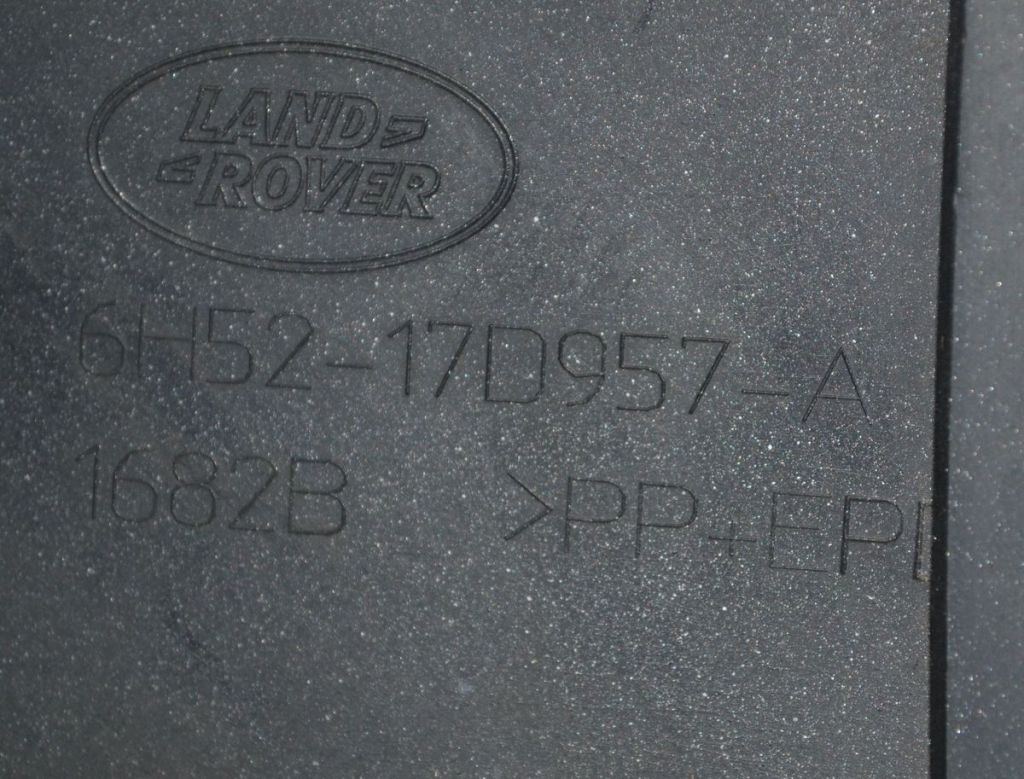 LAND
ROVER
6H52-17D957-A
1682B >PP+EP